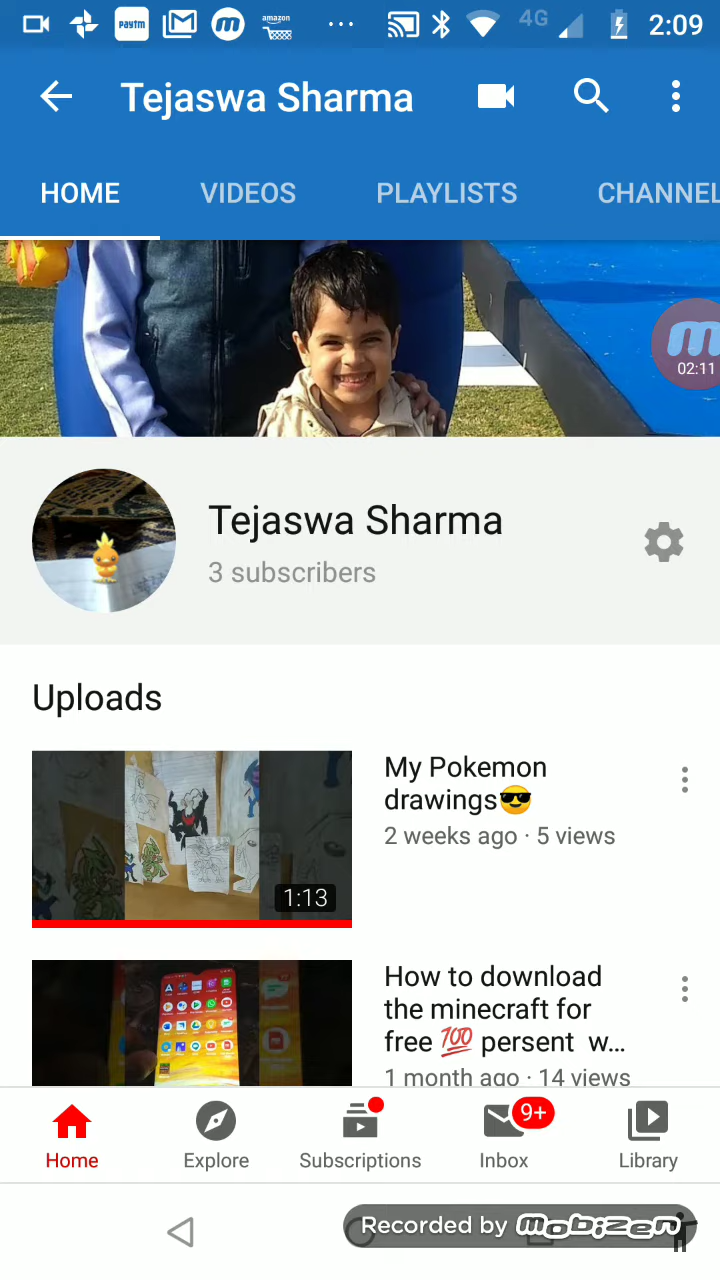 paytm
amazon
4G
2:09
Tejaswa Sharma
HOME
VIDEOS
PLAYLISTS
CHANNEL
02:11
Tejaswa Sharma
3 subscribers
Uploads
My Pokemon
drawings😎
2 weeks ago · 5 views
1:13
How to download
the minecraft for
free 💯 persent w...
1 month ago · 14 views
Home
Explore
Subscriptions
9+
Inbox
Library
Recorded by mobizen